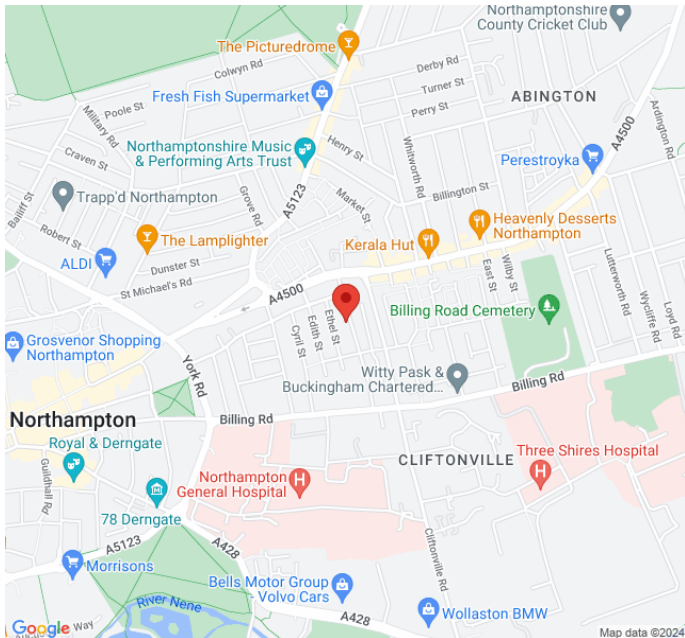 Northamptonshire
County Cricket Club
The Picturedrome
Colwyn Rd
Derby Rd
Turner St
Fresh Fish Supermarket
ABINGTON
Poole St
Perry St
Military Rd
Ardington Rd
A4500
Northamptonshire Music
& Performing Arts Trust
Henry St
Whitworth Rd
Craven St
Perestroyka
A5123
Trapp'd Northampton
Grove Rd
Market St
Billington St
Bailiff St
Robert St
The Lamplighter
Heavenly Desserts
Northampton
Kerala Hut
ALDI
Dunster St
St Michael's Rd
A4500
East St
Wilby St
Lutterworth Rd
Wycliffe Rd
Loyd Rd
Billing Road Cemetery
Ethel St
Edith St
Cyril St
Grosvenor Shopping
Northampton
York Rd
Witty Pask &
Buckingham Chartered...
Billing Rd
Northampton
Billing Rd
Royal & Derngate
Guildhall Rd
CLIFTONVILLE
Three Shires Hospital
Northampton
General Hospital
78 Derngate
A5123
A428
Cliftonville Rd
Morrisons
Bells Motor Group
Volvo Cars
River Nene
A428
Wollaston BMW
Google
Way
Map data ©2024